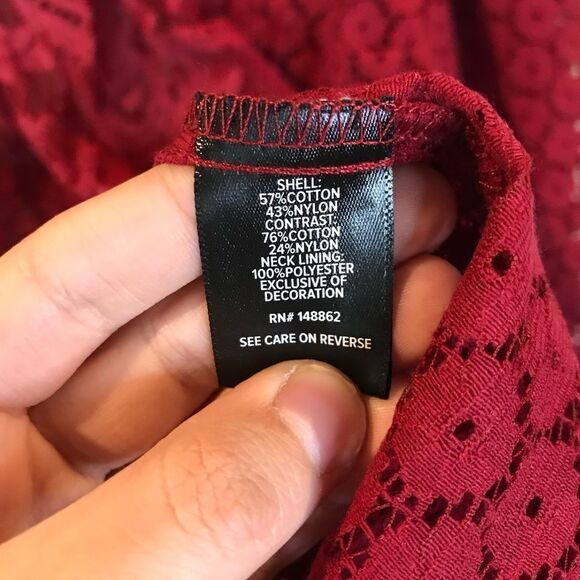 SHELL:
57%COTTON
43%NYLON
CONTRAST:
76%COTTON
24%NYLON
NECK LINING:
100%POLYESTER
EXCLUSIVE OF
DECORATION
RN# 148862
SEE CARE ON REVERSE